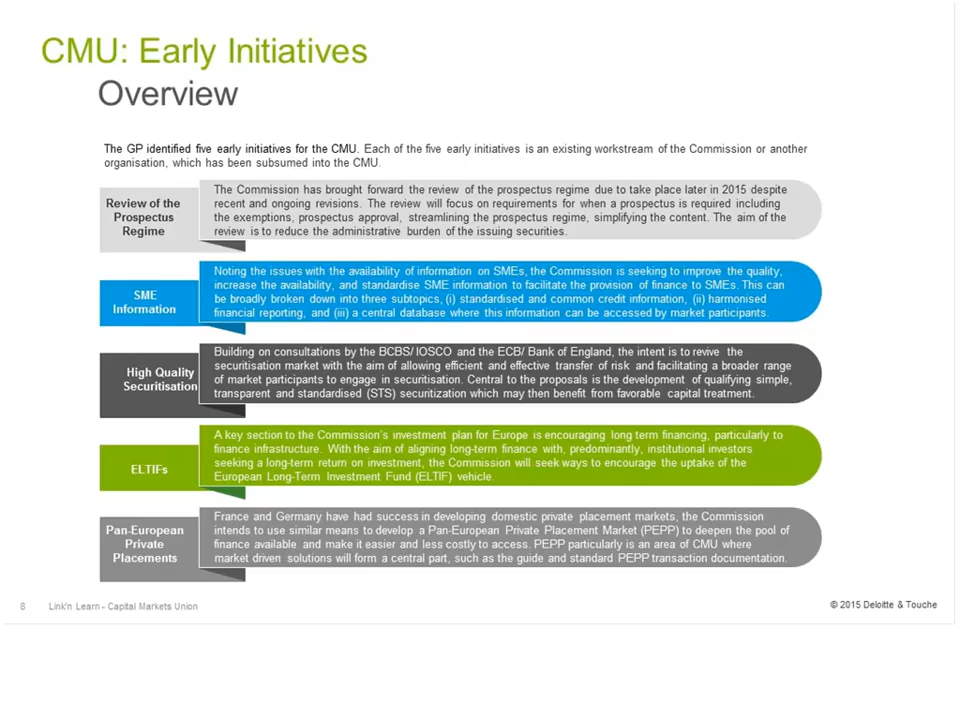 CMU: Early Initiatives
Overview
The GP identified five early initiatives for the CMU. Each of the five early initiatives is an existing workstream of the Commission or another
organisation, which has been subsumed into the CMU.
Review of the
Prospectus
Regime
The Commission has brought forward the review of the prospectus regime due to take place later in 2015 despite
recent and ongoing revisions. The review will focus on requirements for when a prospectus is required including
the exemptions, prospectus approval, streamlining the prospectus regime, simplifying the content. The aim of the
review is to reduce the administrative burden of the issuing securities.
SME
Information
Noting the issues with the availability of information on SMEs, the Commission is seeking to improve the quality,
increase the availability, and standardise SME information to facilitate the provision of finance to SMEs. This can
be broadly broken down into three subtopics, (i) standardised and common credit information, (ii) harmonised
financial reporting, and (iii) a central database where this information can be accessed by market participants.
High Quality
Securitisation
Building on consultations by the BCBS/ IOSCO and the ECB/ Bank of England, the intent is to revive the
securitisation market with the aim of allowing efficient and effective transfer of risk and facilitating a broader range
of market participants to engage in securitisation. Central to the proposals is the development of qualifying simple,
transparent and standardised (STS) securitization which may then benefit from favorable capital treatment.
ELTIFs
A key section to the Commission's investment plan for Europe is encouraging long term financing, particularly to
finance infrastructure. With the aim of aligning long-term finance with, predominantly, institutional investors
seeking a long-term return on investment, the Commission will seek ways to encourage the uptake of the
European Long-Term Investment Fund (ELTIF) vehicle.
Pan-European
Private
Placements
France and Germany have had success in developing domestic private placement markets, the Commission
intends to use similar means to develop a Pan-European Private Placement Market (PEPP) to deepen the pool of
finance available and make it easier and less costly to access. PEPP particularly is an area of CMU where
market driven solutions will form a central part, such as the guide and standard PEPP transaction documentation.
8 Link'n Learn - Capital Markets Union
© 2015 Deloitte & Touche